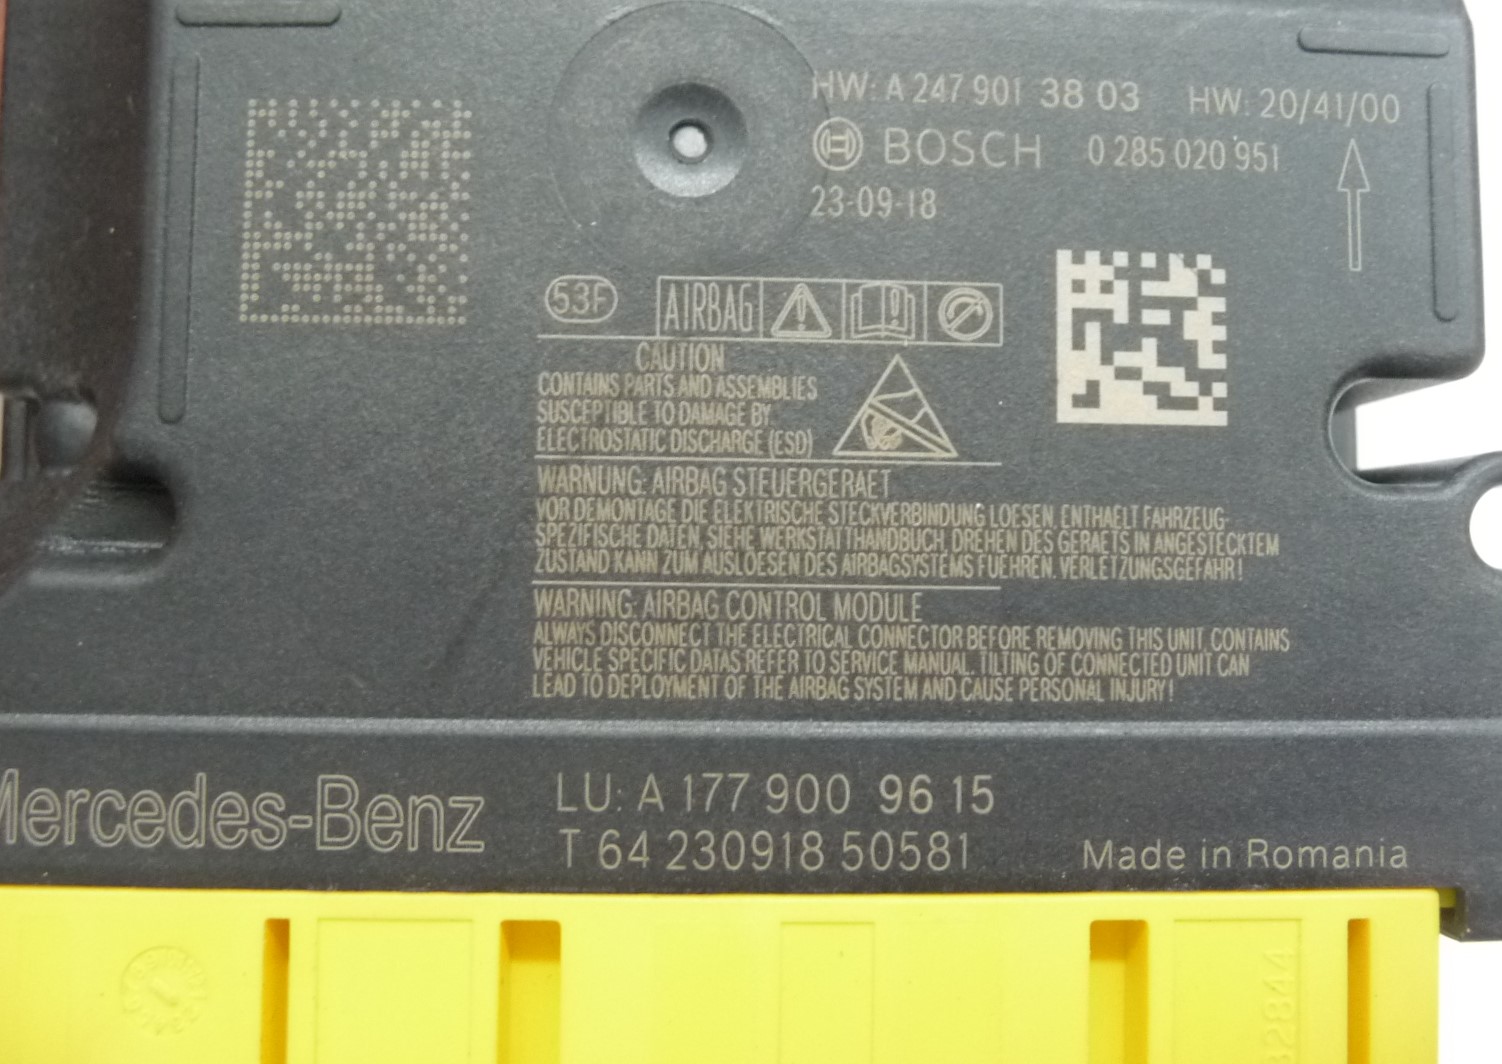 HW: A 247 901 38 03 HW: 20/41/00
BOSCH 0 285 020 951
23-09-18
53F AIRBAG
CAUTION
CONTAINS PARTS AND ASSEMBLIES
SUSCEPTIBLE TO DAMAGE BY
ELECTROSTATIC DISCHARGE (ESD)
WARNUNG: AIRBAG STEUERGERAET
VOR DEMONTAGE DIE ELEKTRISCHE STECKVERBINDUNG LOESEN. ENTHAELT FAHRZEUG-
SPEZIFISCHE DATEN, SIEHE WERKSTATTHANDBUCH. DREHEN DES GERAETS IN ANGESTECKTEM
ZUSTAND KANN ZUM AUSLOESEN DES AIRBAGSYSTEMS FUEHREN. VERLETZUNGSGEFAHR!
WARNING: AIRBAG CONTROL MODULE
ALWAYS DISCONNECT THE ELECTRICAL CONNECTOR BEFORE REMOVING THIS UNIT. CONTAINS
VEHICLE SPECIFIC DATAS REFER TO SERVICE MANUAL. TILTING OF CONNECTED UNIT CAN
LEAD TO DEPLOYMENT OF THE AIRBAG SYSTEM AND CAUSE PERSONAL INJURY!
Mercedes-Benz
LU: A 177 900 96 15
T 64 230918 50581
Made in Romania